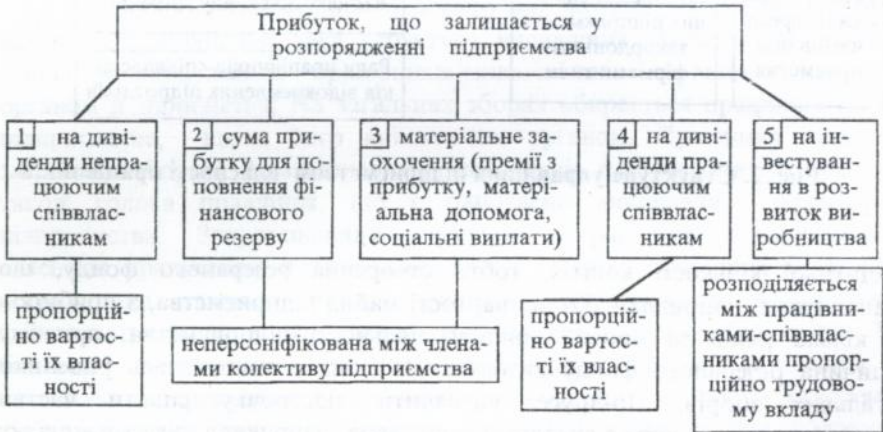 Прибуток, що залишається у
розпорядженні підприємства
1 на диві-
денди непра-
цюючим
співвлас-
никам
2 сума при-
бутку для по-
повнення фі-
нансового
резерву
3 матеріальне за-
охочення (премії з
прибутку, матері-
альна допомога,
соціальні виплати)
4 на диві-
денди пра-
цюючим
співвлас-
никам
5 на ін-
вестуван-
ня в роз-
виток ви-
робництва
пропорцій-
но вартос-
ті їх влас-
ності
неперсоніфікована між члена-
ми колективу підприємства
пропорцій-
но вартос-
ті їх влас-
ності
розподіляється
між працівни-
ками-співвлас-
никами пропор-
ційно трудово-
му вкладу